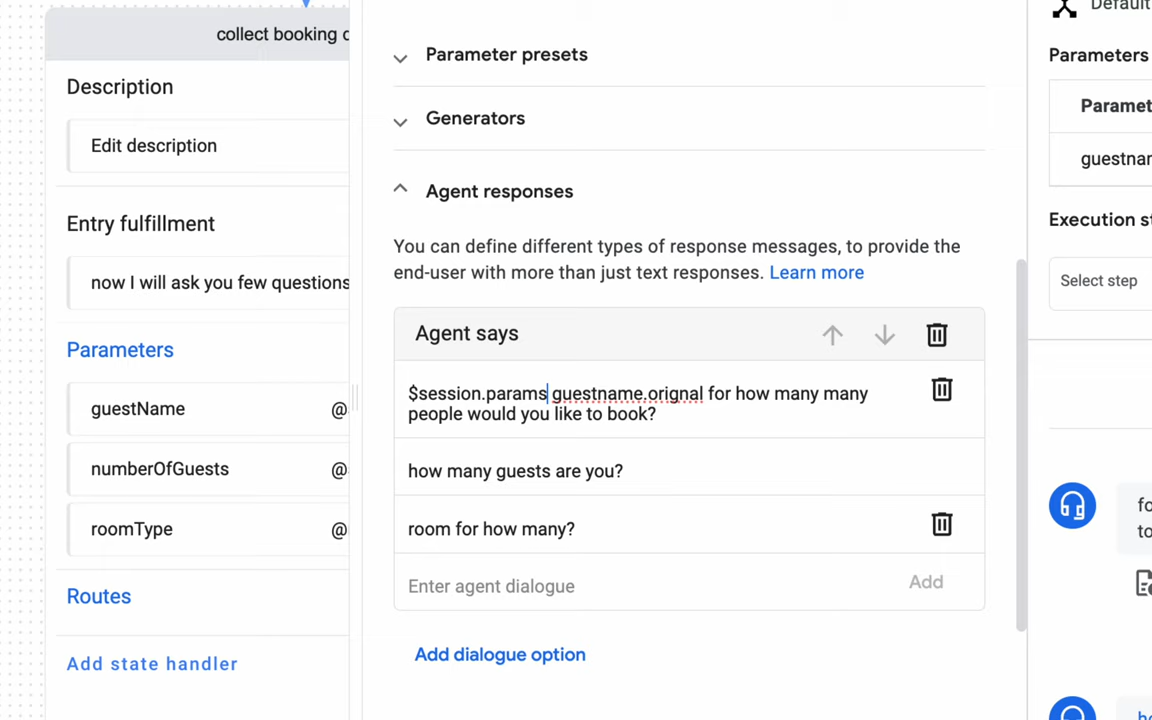 collect booking
Description
Edit description
Entry fulfillment
now I will ask you few questions
Parameters
guestName @
numberOfGuests @
roomType @
Routes
Add state handler
Parameter presets
Generators
Agent responses
You can define different types of response messages, to provide the
end-user with more than just text responses. Learn more
Agent says
$session.params guestname.orignal for how many many
people would you like to book?
how many guests are you?
room for how many?
Enter agent dialogue Add
Add dialogue option
Default
Parameters
Paramet
guestnar
Execution st
Select step
fo
to